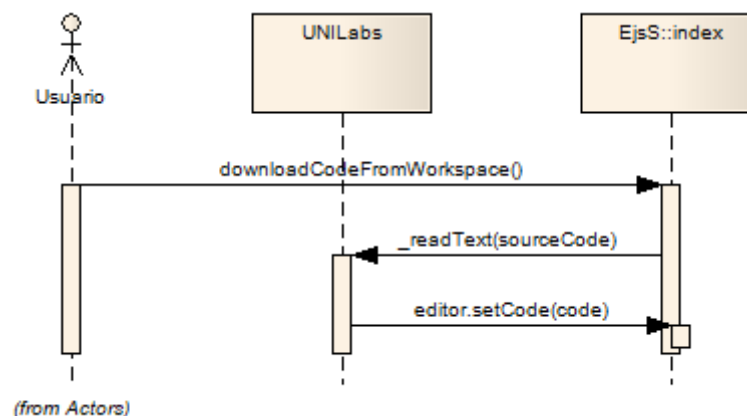 UNILabs
EjsS::index
Usuario
downloadCodeFromWorkspace()
_readText(sourceCode)
editor.setCode(code)
(from Actors)